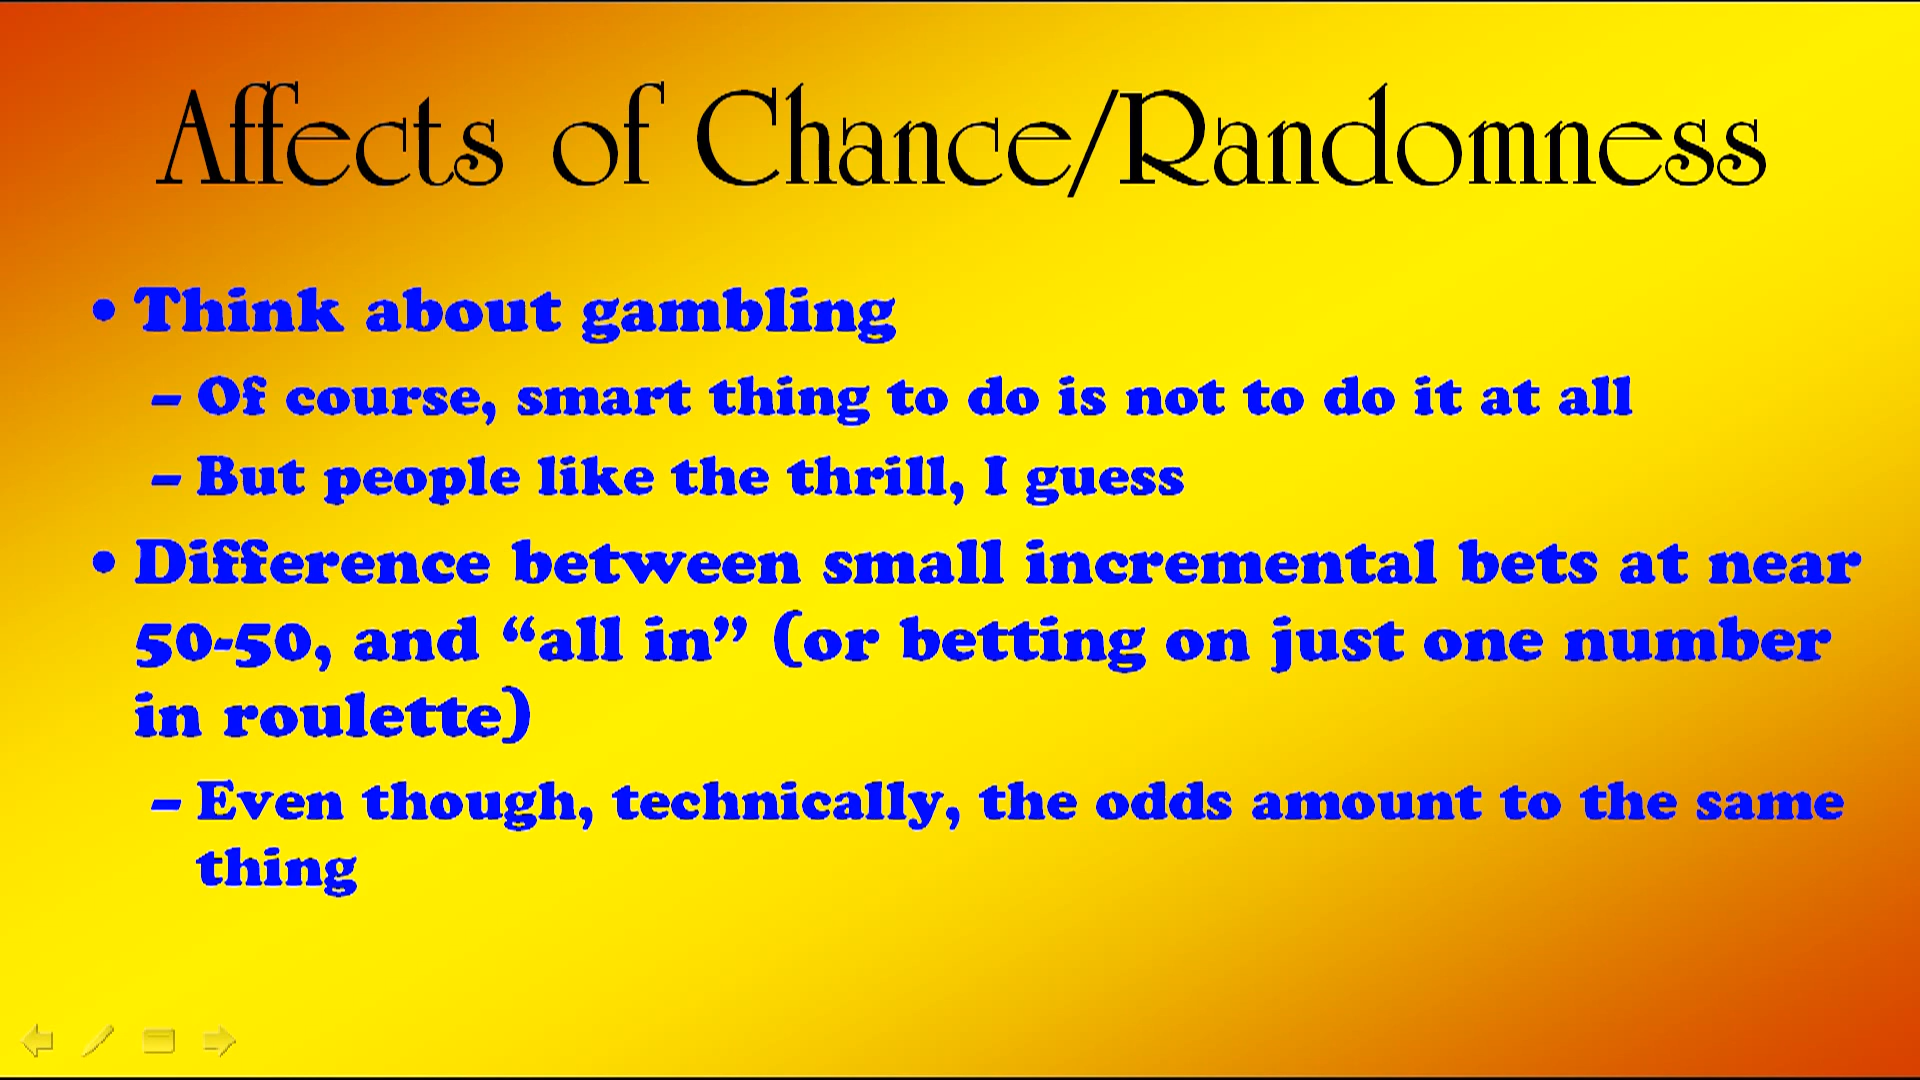 Affects of Chance/Randomness
• Think about gambling
– Of course, smart thing to do is not to do it at all
– But people like the thrill, I guess
• Difference between small incremental bets at near
50-50, and “all in” (or betting on just one number
in roulette)
– Even though, technically, the odds amount to the same
thing